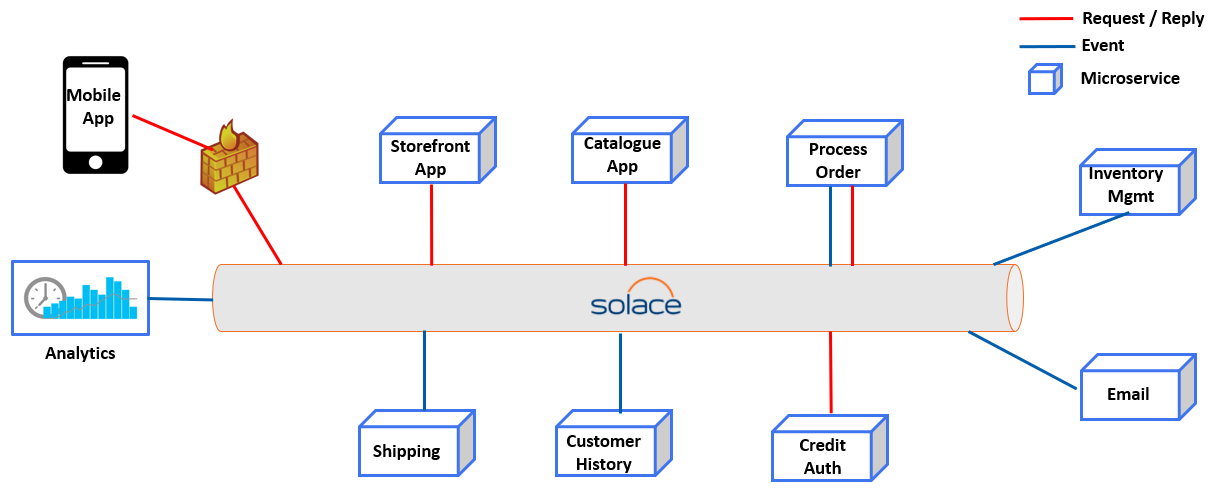 Request / Reply
Event
Microservice
Mobile
App
Storefront
App
Catalogue
App
Process
Order
Inventory
Mgmt
solace
Analytics
Shipping
Customer
History
Credit
Auth
Email